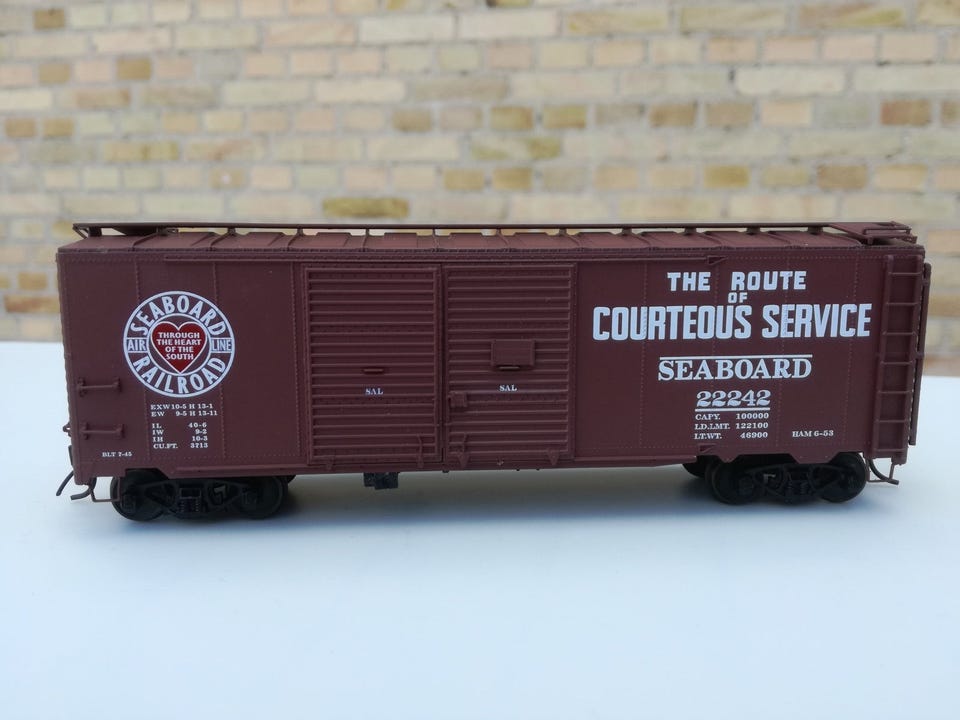 SEABOARD
AIR LINE
RAILROAD
THROUGH
THE HEART
OF THE
SOUTH
EXW 10-5 H 13-1
EW 9-5 H 13-11
IL 40-6
IW 9-2
IH 10-3
CU.FT. 3713
BLT 7-45
SAL
SAL
THE ROUTE
OF
COURTEOUS SERVICE
SEABOARD
22242
CAPY. 100000
LD.LMT. 122100
LT.WT. 46900
HAM 6-53